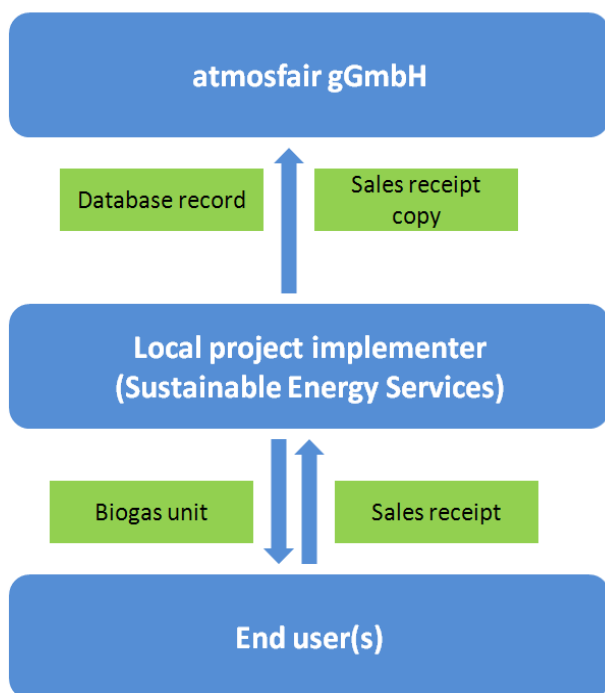 atmosfair gGmbH
Database record
Sales receipt
copy
Local project implementer
(Sustainable Energy Services)
Biogas unit
Sales receipt
End user(s)